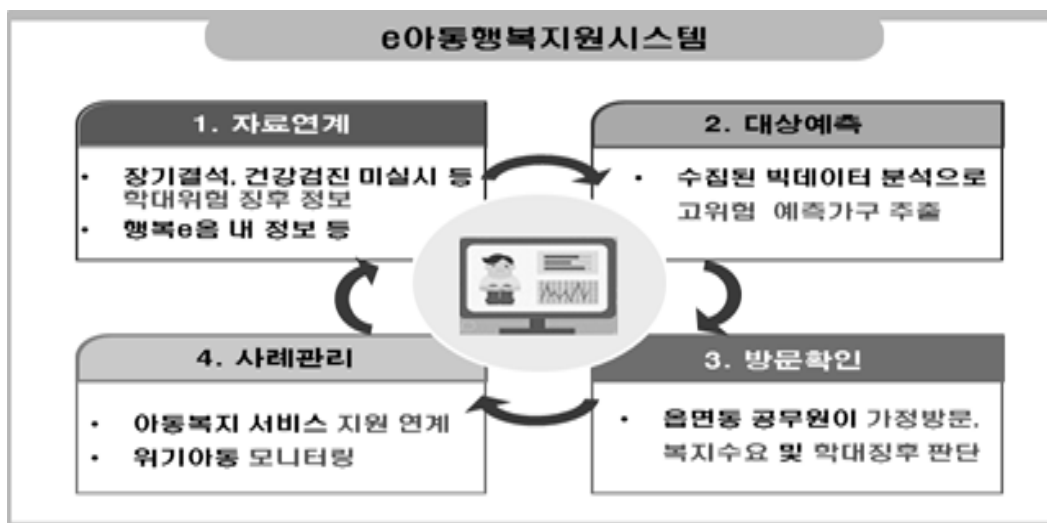 e아동행복지원시스템
1. 자료연계
• 장기결석, 건강검진 미실시 등
학대위험 징후 정보
• 행복e음 내 정보 등
2. 대상예측
• 수집된 빅데이터 분석으로
고위험 예측가구 추출
3. 방문확인
• 읍면동 공무원이 가정방문,
복지수요 및 학대징후 판단
4. 사례관리
• 아동복지 서비스 지원 연계
• 위기아동 모니터링